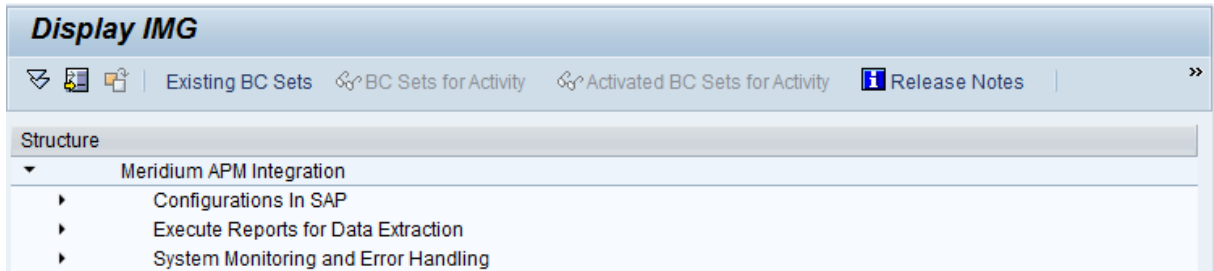 Display IMG
Existing BC Sets BC Sets for Activity Activated BC Sets for Activity Release Notes »
Structure
Meridium APM Integration
Configurations In SAP
Execute Reports for Data Extraction
System Monitoring and Error Handling